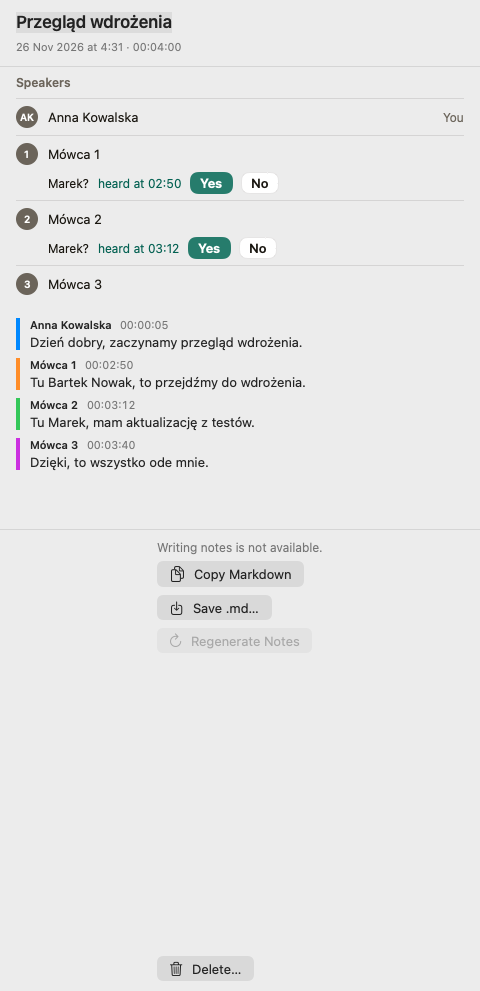 Przegląd wdrożenia
26 Nov 2026 at 4:31 · 00:04:00
Speakers
AK Anna Kowalska You
1 Mówca 1
Marek? heard at 02:50 Yes No
2 Mówca 2
Marek? heard at 03:12 Yes No
3 Mówca 3
Anna Kowalska 00:00:05
Dzień dobry, zaczynamy przegląd wdrożenia.
Mówca 1 00:02:50
Tu Bartek Nowak, to przejdźmy do wdrożenia.
Mówca 2 00:03:12
Tu Marek, mam aktualizację z testów.
Mówca 3 00:03:40
Dzięki, to wszystko ode mnie.
Writing notes is not available.
Copy Markdown
Save .md...
Regenerate Notes
Delete...